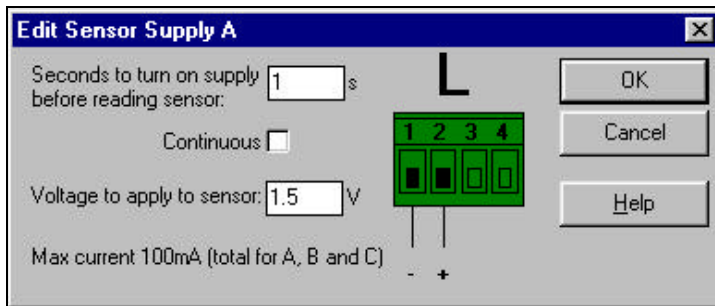 Edit Sensor Supply A
Seconds to turn on supply
before reading sensor:
1
s
Continuous
Voltage to apply to sensor:
1.5
V
Max current 100mA (total for A, B and C)
L
1 2 3 4
- +
OK
Cancel
Help